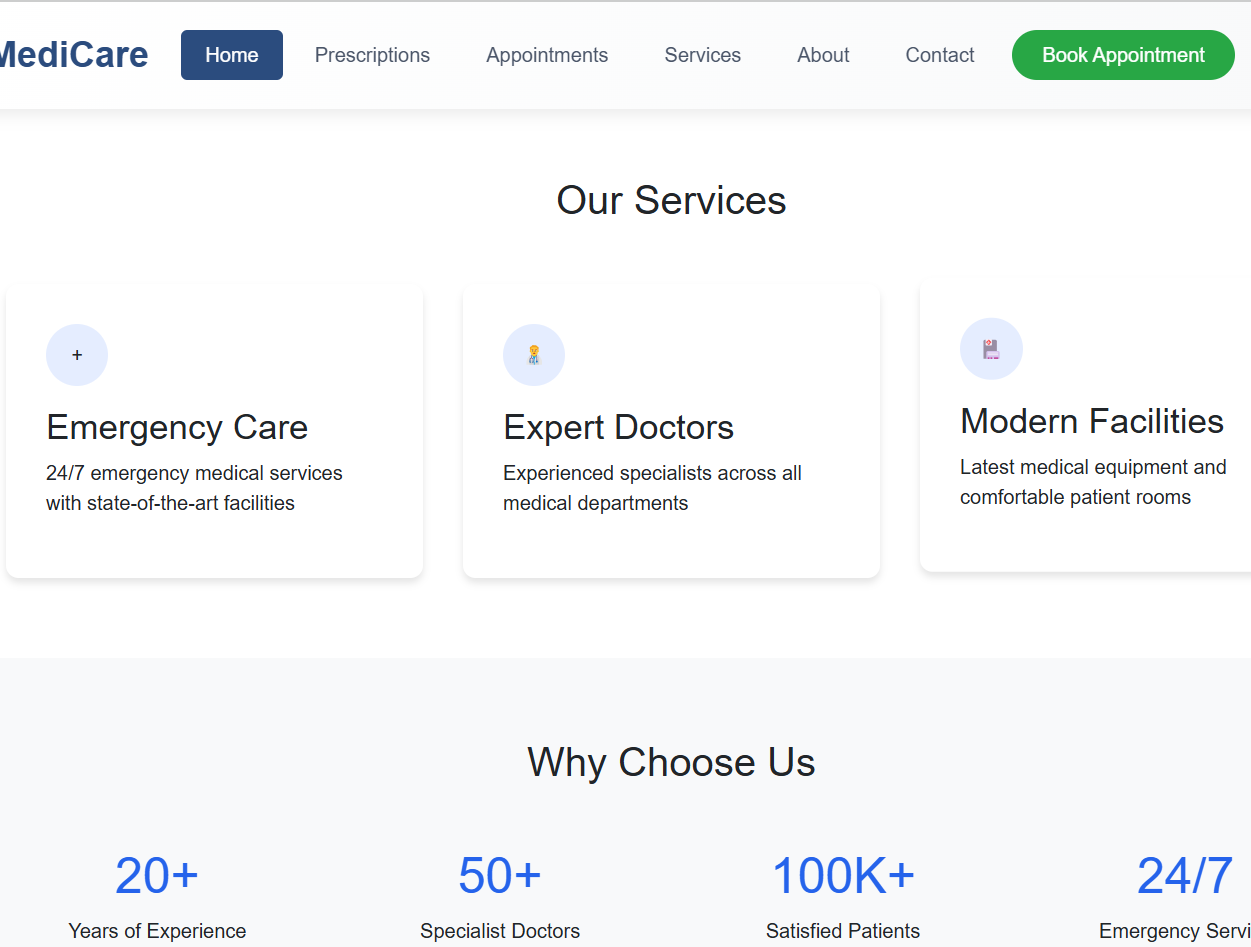 MediCare Home Prescriptions Appointments Services About Contact Book Appointment
Our Services
+
Emergency Care
24/7 emergency medical services
with state-of-the-art facilities
Expert Doctors
Experienced specialists across all
medical departments
Modern Facilities
Latest medical equipment and
comfortable patient rooms
Why Choose Us
20+
Years of Experience
50+
Specialist Doctors
100K+
Satisfied Patients
24/7
Emergency Servi